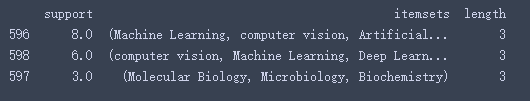 support itemsets length
596 8.0 (Machine Learning, computer vision, Artificial... 3
598 6.0 (computer vision, Machine Learning, Deep Learn... 3
597 3.0 (Molecular Biology, Microbiology, Biochemistry) 3